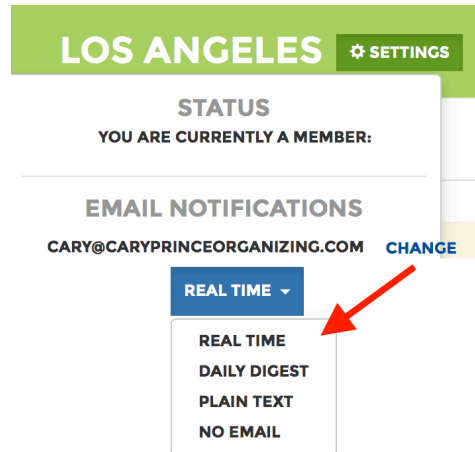 LOS ANGELES SETTINGS
STATUS
YOU ARE CURRENTLY A MEMBER:
EMAIL NOTIFICATIONS
CARY@CARYPRINCEORGANIZING.COM CHANGE
REAL TIME
REAL TIME
DAILY DIGEST
PLAIN TEXT
NO EMAIL